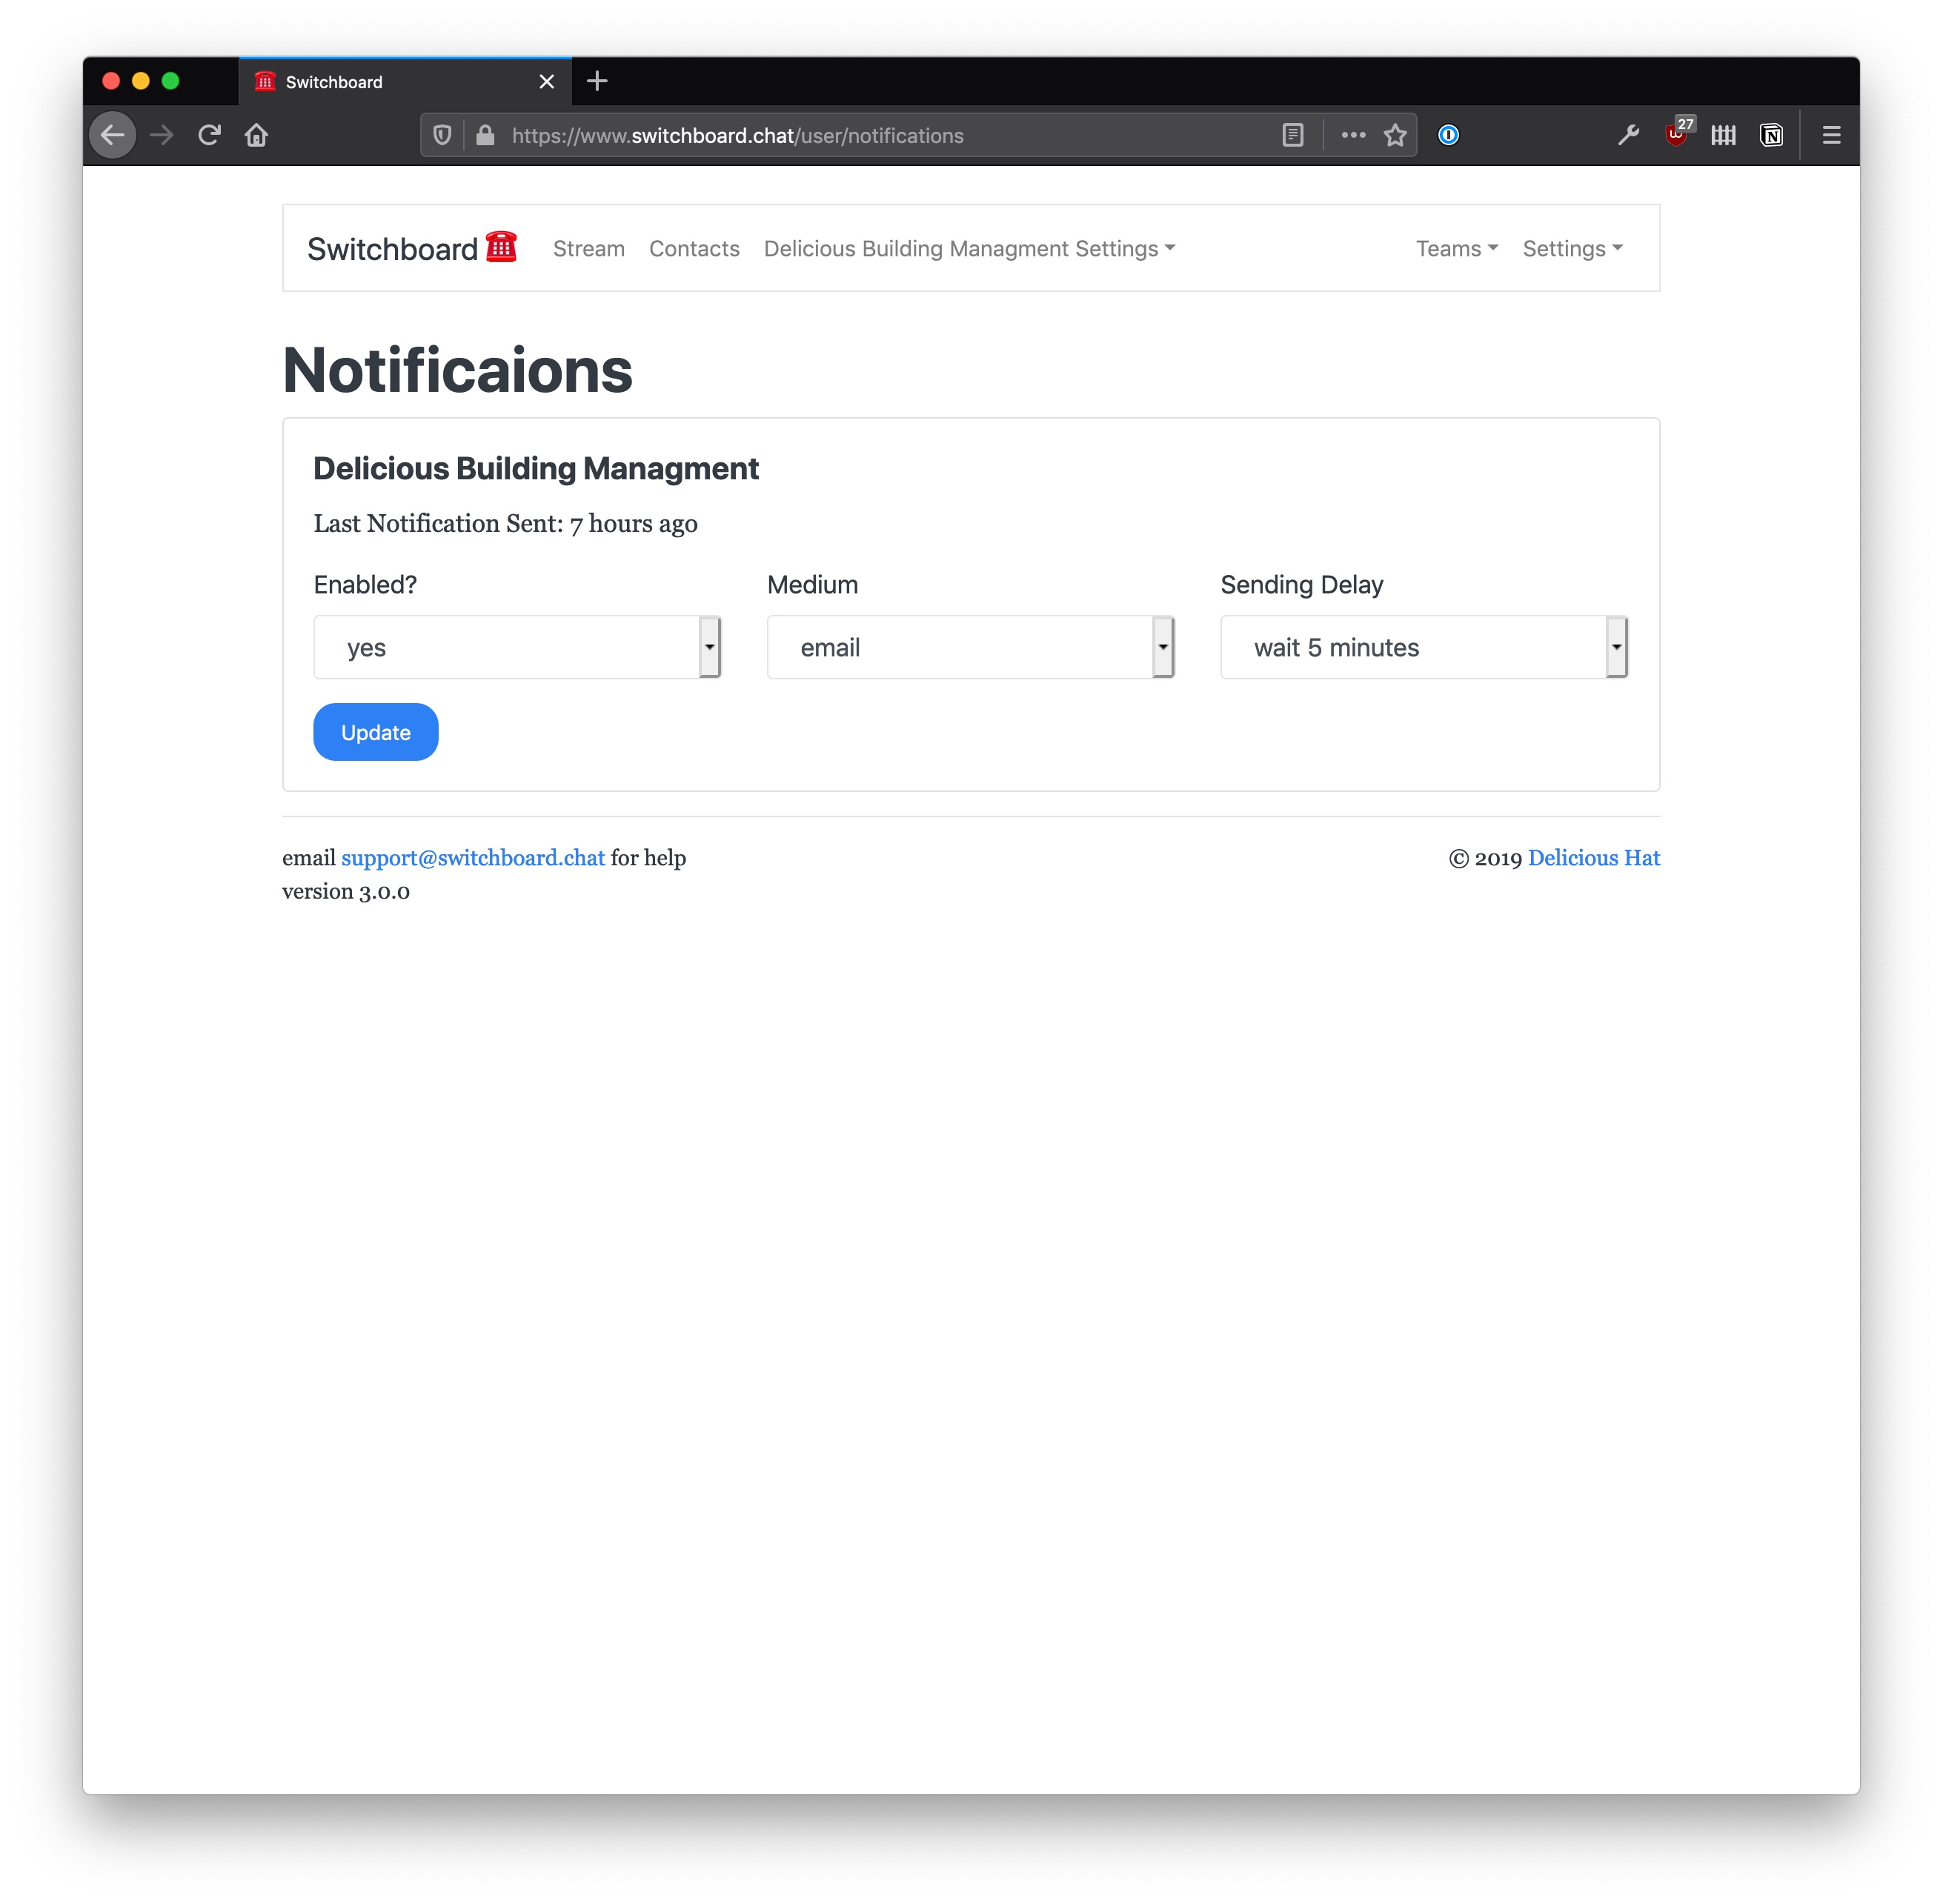 Switchboard
https://www.switchboard.chat/user/notifications
27
Switchboard Stream Contacts Delicious Building Managment Settings Teams Settings
Notificaions
Delicious Building Managment
Last Notification Sent: 7 hours ago
Enabled? Medium Sending Delay
yes email wait 5 minutes
Update
email support@switchboard.chat for help © 2019 Delicious Hat
version 3.0.0